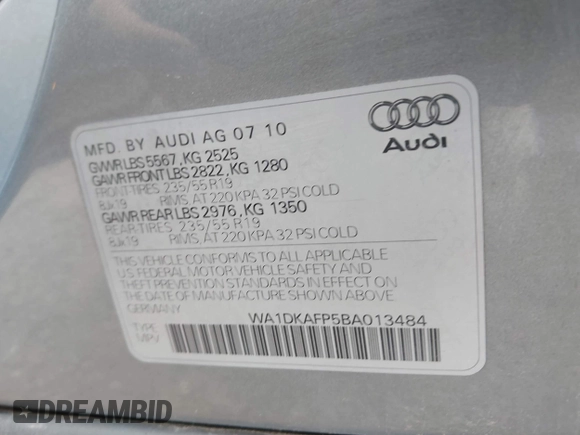 MFD. BY AUDI AG 07 10
GVWR LBS 5567, KG 2525
GAWR FRONT LBS 2822, KG 1280
FRONT TIRES 235/55 R19
8Jx19 RIMS, AT 220 KPA 32 PSI COLD
GAWR REAR LBS 2976, KG 1350
REAR TIRES 235/55 R19
8Jx19 RIMS, AT 220 KPA 32 PSI COLD
Audi
THIS VEHICLE CONFORMS TO ALL APPLICABLE
U.S. FEDERAL MOTOR VEHICLE SAFETY AND
THEFT PREVENTION STANDARDS IN EFFECT ON
THE DATE OF MANUFACTURE SHOWN ABOVE.
GERMANY
WA1DKAFP5BA013484
TYPE:
MPV
DREAMBID